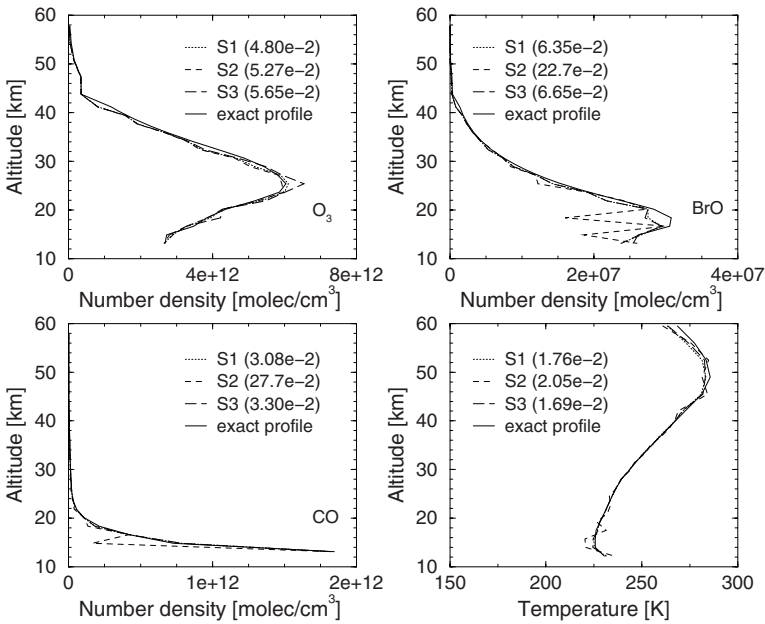 60
50
40
30
20
10
Altitude [km]
S1 (4.80e-2)
S2 (5.27e-2)
S3 (5.65e-2)
exact profile
O3
0
4e+12
8e+12
Number density [molec/cm3]
60
50
40
30
20
10
Altitude [km]
S1 (6.35e-2)
S2 (22.7e-2)
S3 (6.65e-2)
exact profile
BrO
0
2e+07
4e+07
Number density [molec/cm3]
60
50
40
30
20
10
Altitude [km]
S1 (3.08e-2)
S2 (27.7e-2)
S3 (3.30e-2)
exact profile
CO
0
1e+12
2e+12
Number density [molec/cm3]
60
50
40
30
20
10
Altitude [km]
S1 (1.76e-2)
S2 (2.05e-2)
S3 (1.69e-2)
exact profile
150
200
250
300
Temperature [K]